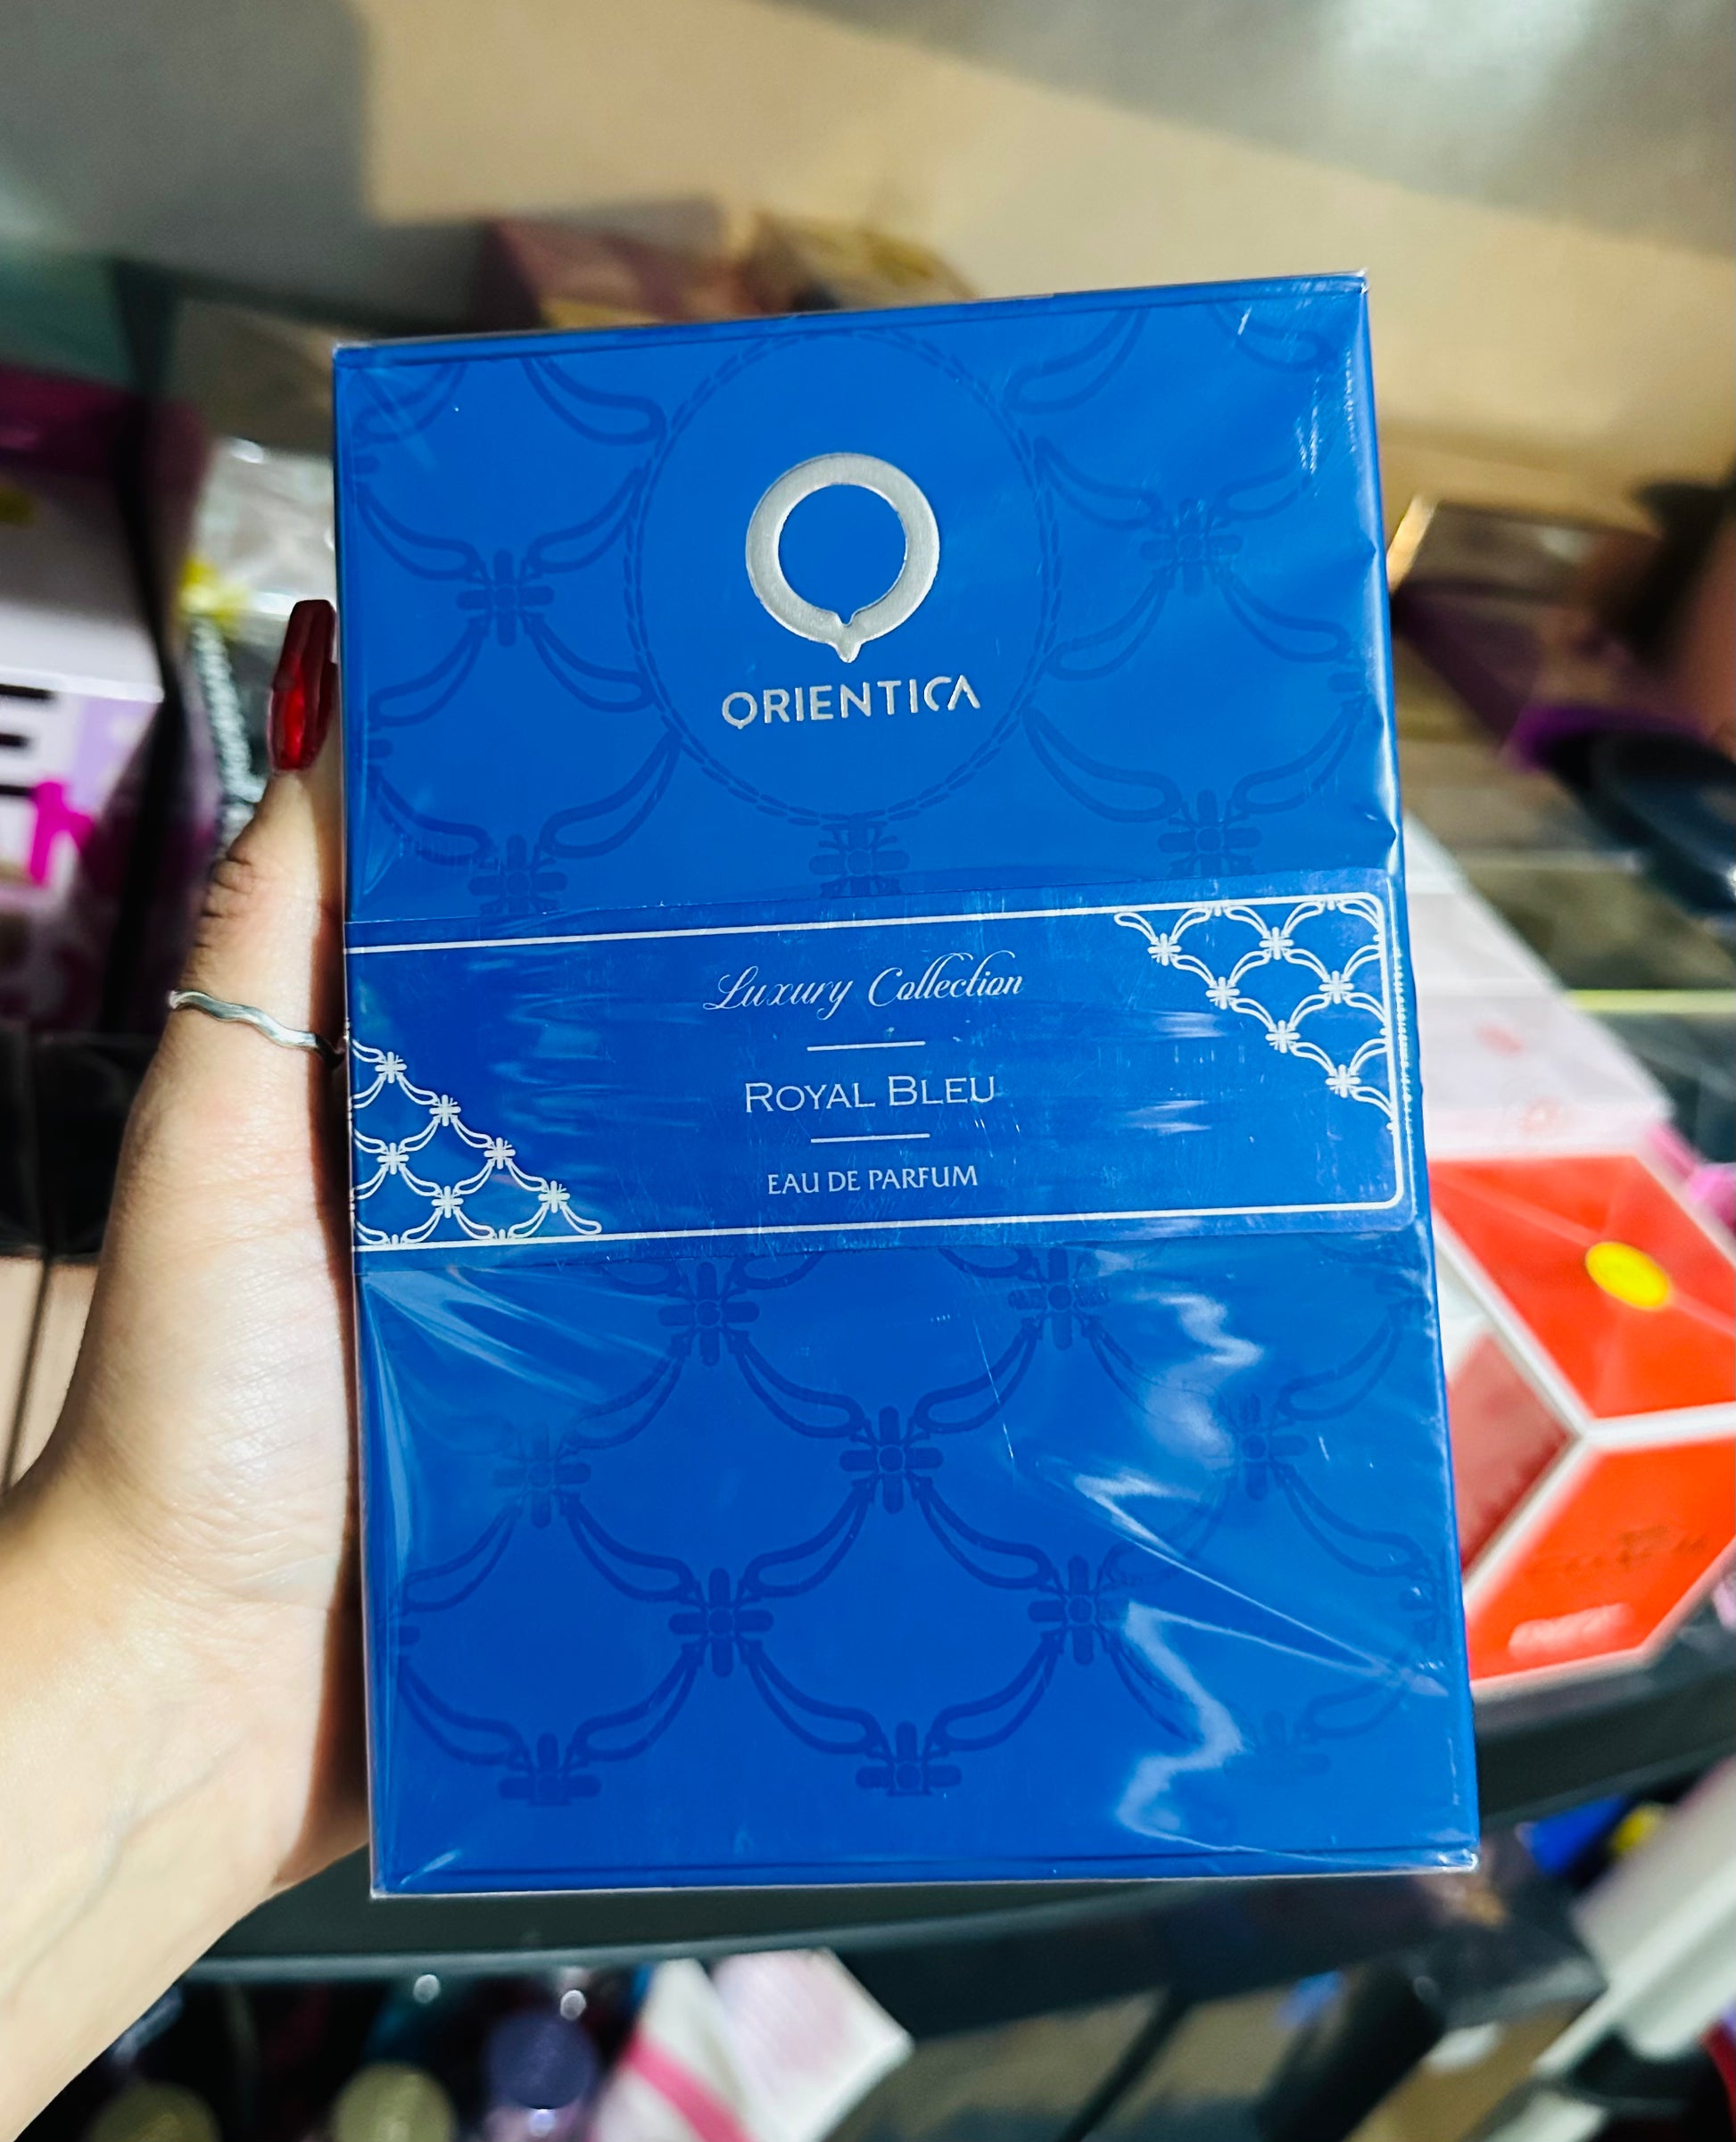 ORIENTICA
Luxury Collection
ROYAL BLEU
EAU DE PARFUM